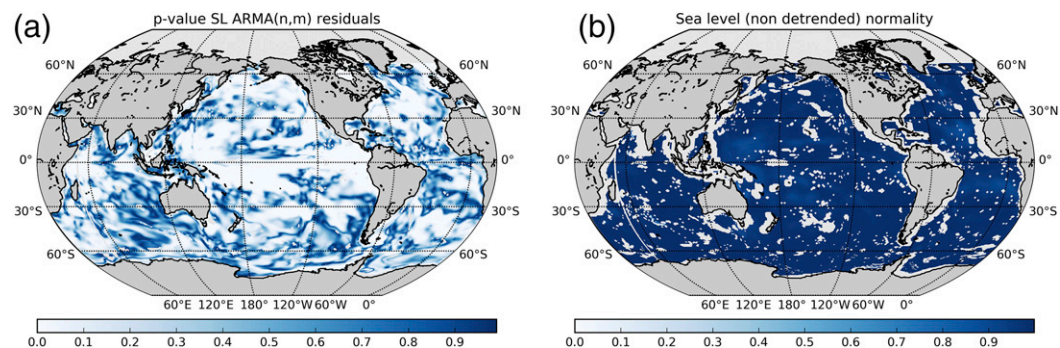 (a)
p-value SL ARMA(n,m) residuals
60°N
60°N
30°N
30°N
0°
0°
30°S
30°S
60°S
60°S
60°E 120°E 180° 120°W 60°W 0°
0.0 0.1 0.2 0.3 0.4 0.5 0.6 0.7 0.8 0.9
(b)
Sea level (non detrended) normality
60°N
60°N
30°N
30°N
0°
0°
30°S
30°S
60°S
60°S
60°E 120°E 180° 120°W 60°W 0°
0.0 0.1 0.2 0.3 0.4 0.5 0.6 0.7 0.8 0.9